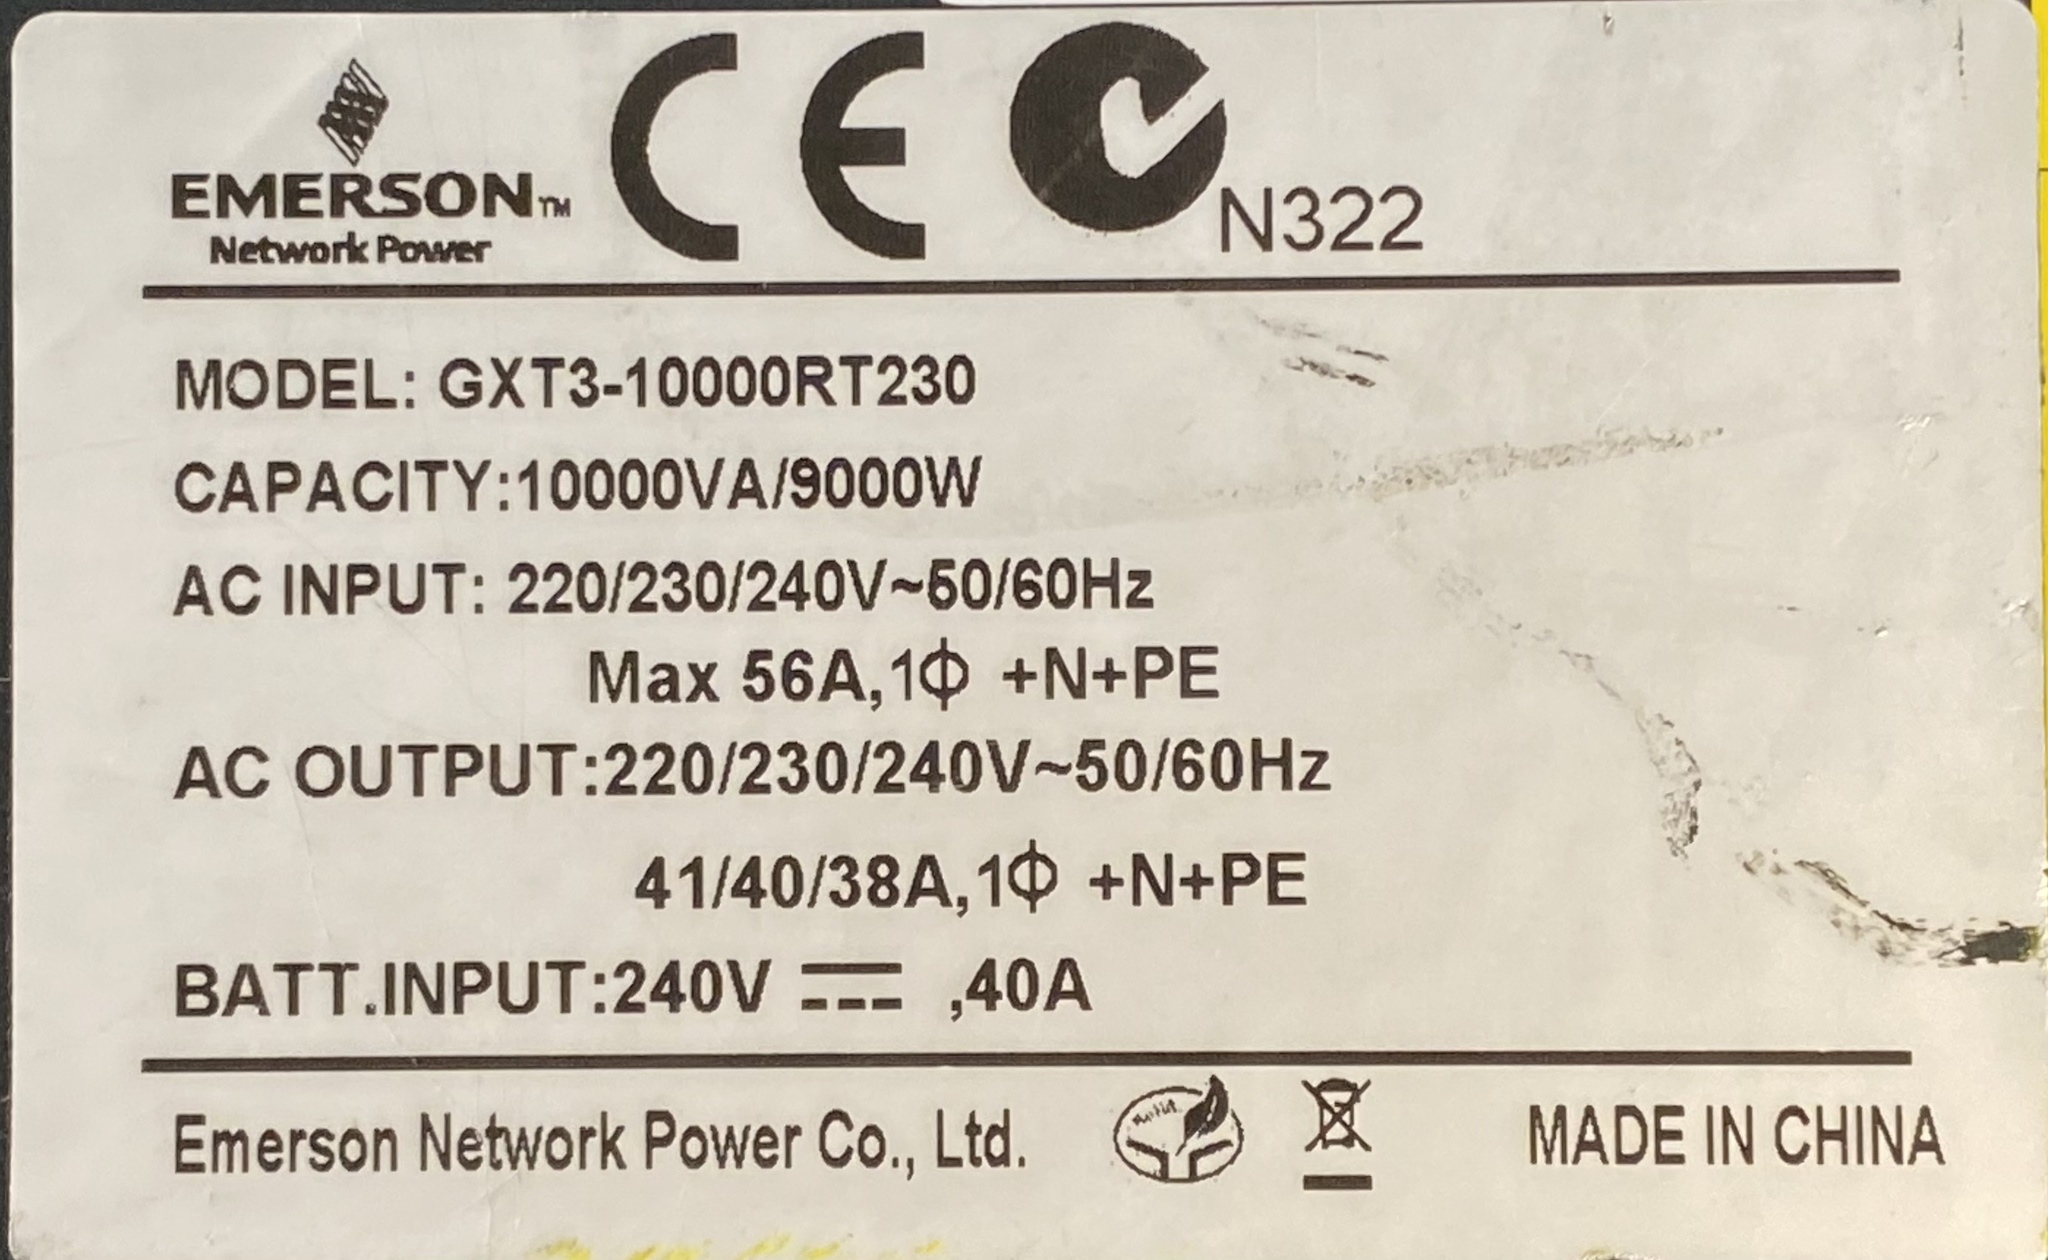 EMERSON™
Network Power
CE
N322
MODEL: GXT3-10000RT230
CAPACITY:10000VA/9000W
AC INPUT: 220/230/240V~50/60Hz
Max 56A,1Φ +N+PE
AC OUTPUT:220/230/240V~50/60Hz
41/40/38A,1Φ +N+PE
BATT.INPUT:240V ⎓ ,40A
Emerson Network Power Co., Ltd.
MADE IN CHINA